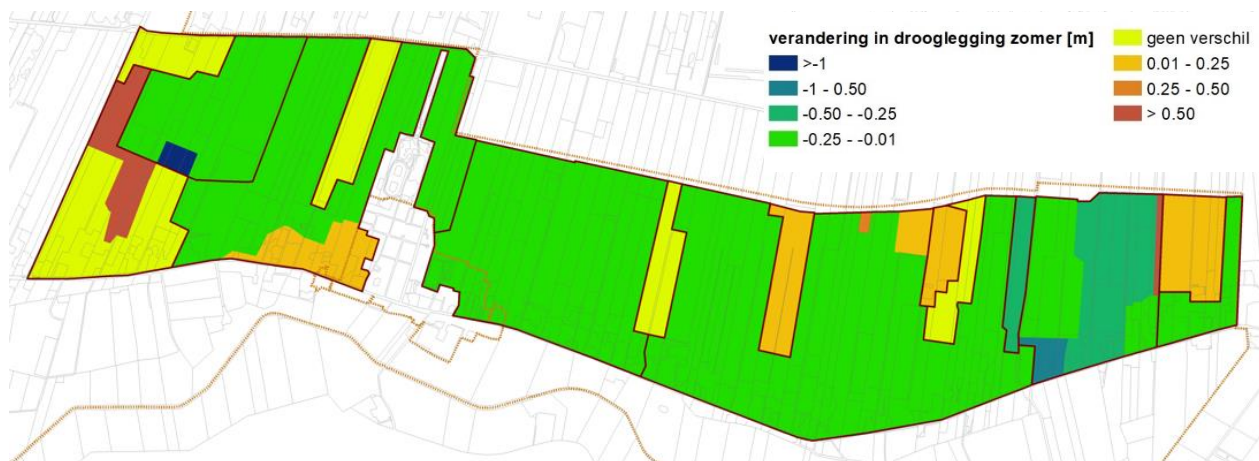 verandering in drooglegging zomer [m]
>-1
-1 - 0.50
-0.50 - -0.25
-0.25 - -0.01
geen verschil
0.01 - 0.25
0.25 - 0.50
> 0.50